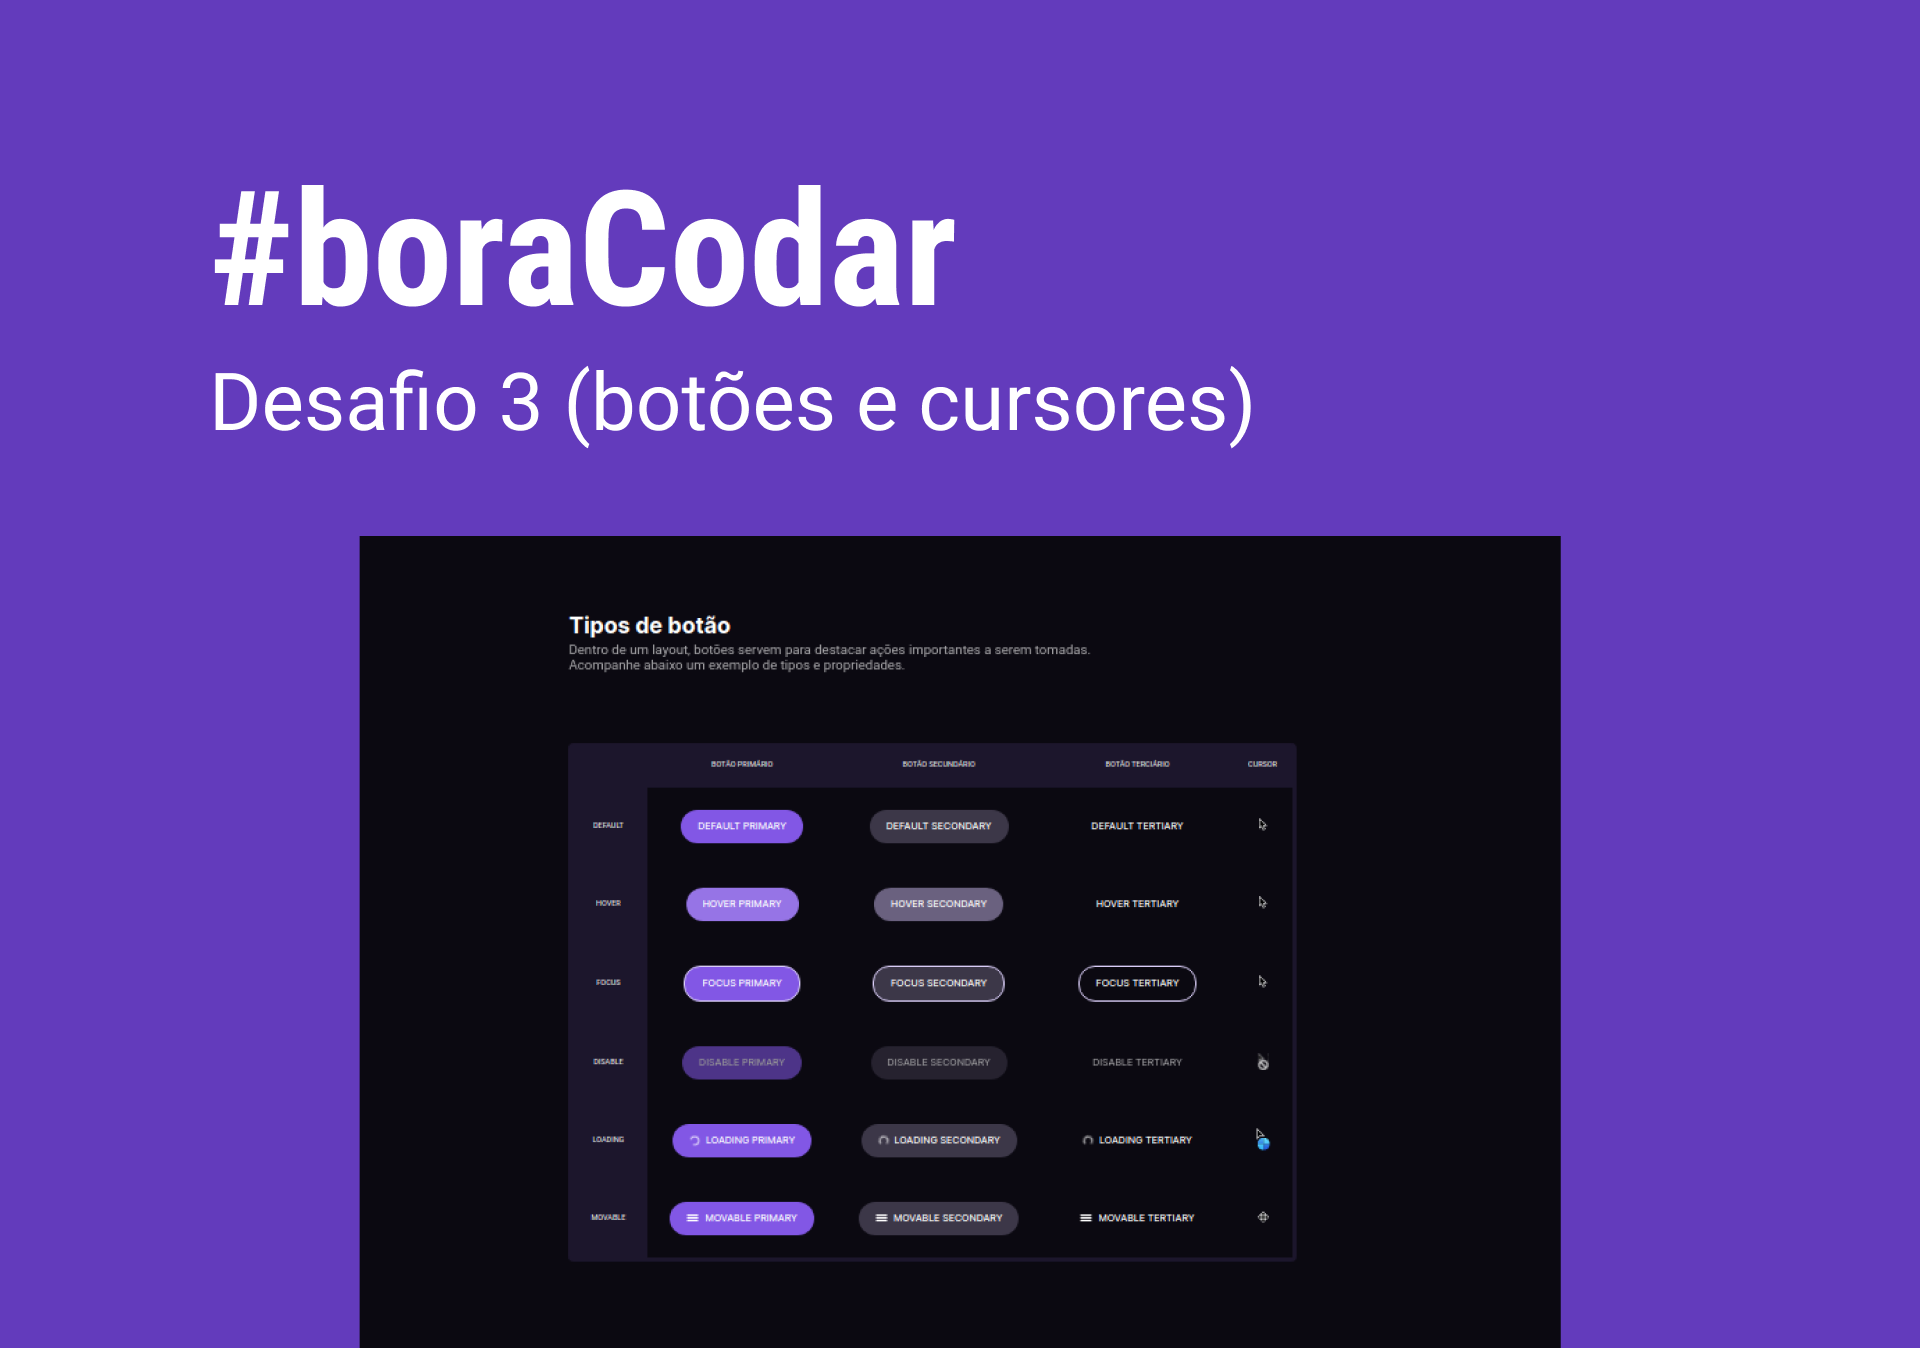 #boraCodar
Desafio 3 (botões e cursores)
Tipos de botão
Dentro de um layout, botões servem para destacar ações importantes a serem tomadas.
Acompanhe abaixo um exemplo de tipos e propriedades.
BOTÃO PRIMÁRIO BOTÃO SECUNDÁRIO BOTÃO TERCIÁRIO CURSOR
DEFAULT DEFAULT PRIMARY DEFAULT SECONDARY DEFAULT TERTIARY
HOVER HOVER PRIMARY HOVER SECONDARY HOVER TERTIARY
FOCUS FOCUS PRIMARY FOCUS SECONDARY FOCUS TERTIARY
DISABLE DISABLE PRIMARY DISABLE SECONDARY DISABLE TERTIARY
LOADING LOADING PRIMARY LOADING SECONDARY LOADING TERTIARY
MOVABLE MOVABLE PRIMARY MOVABLE SECONDARY MOVABLE TERTIARY